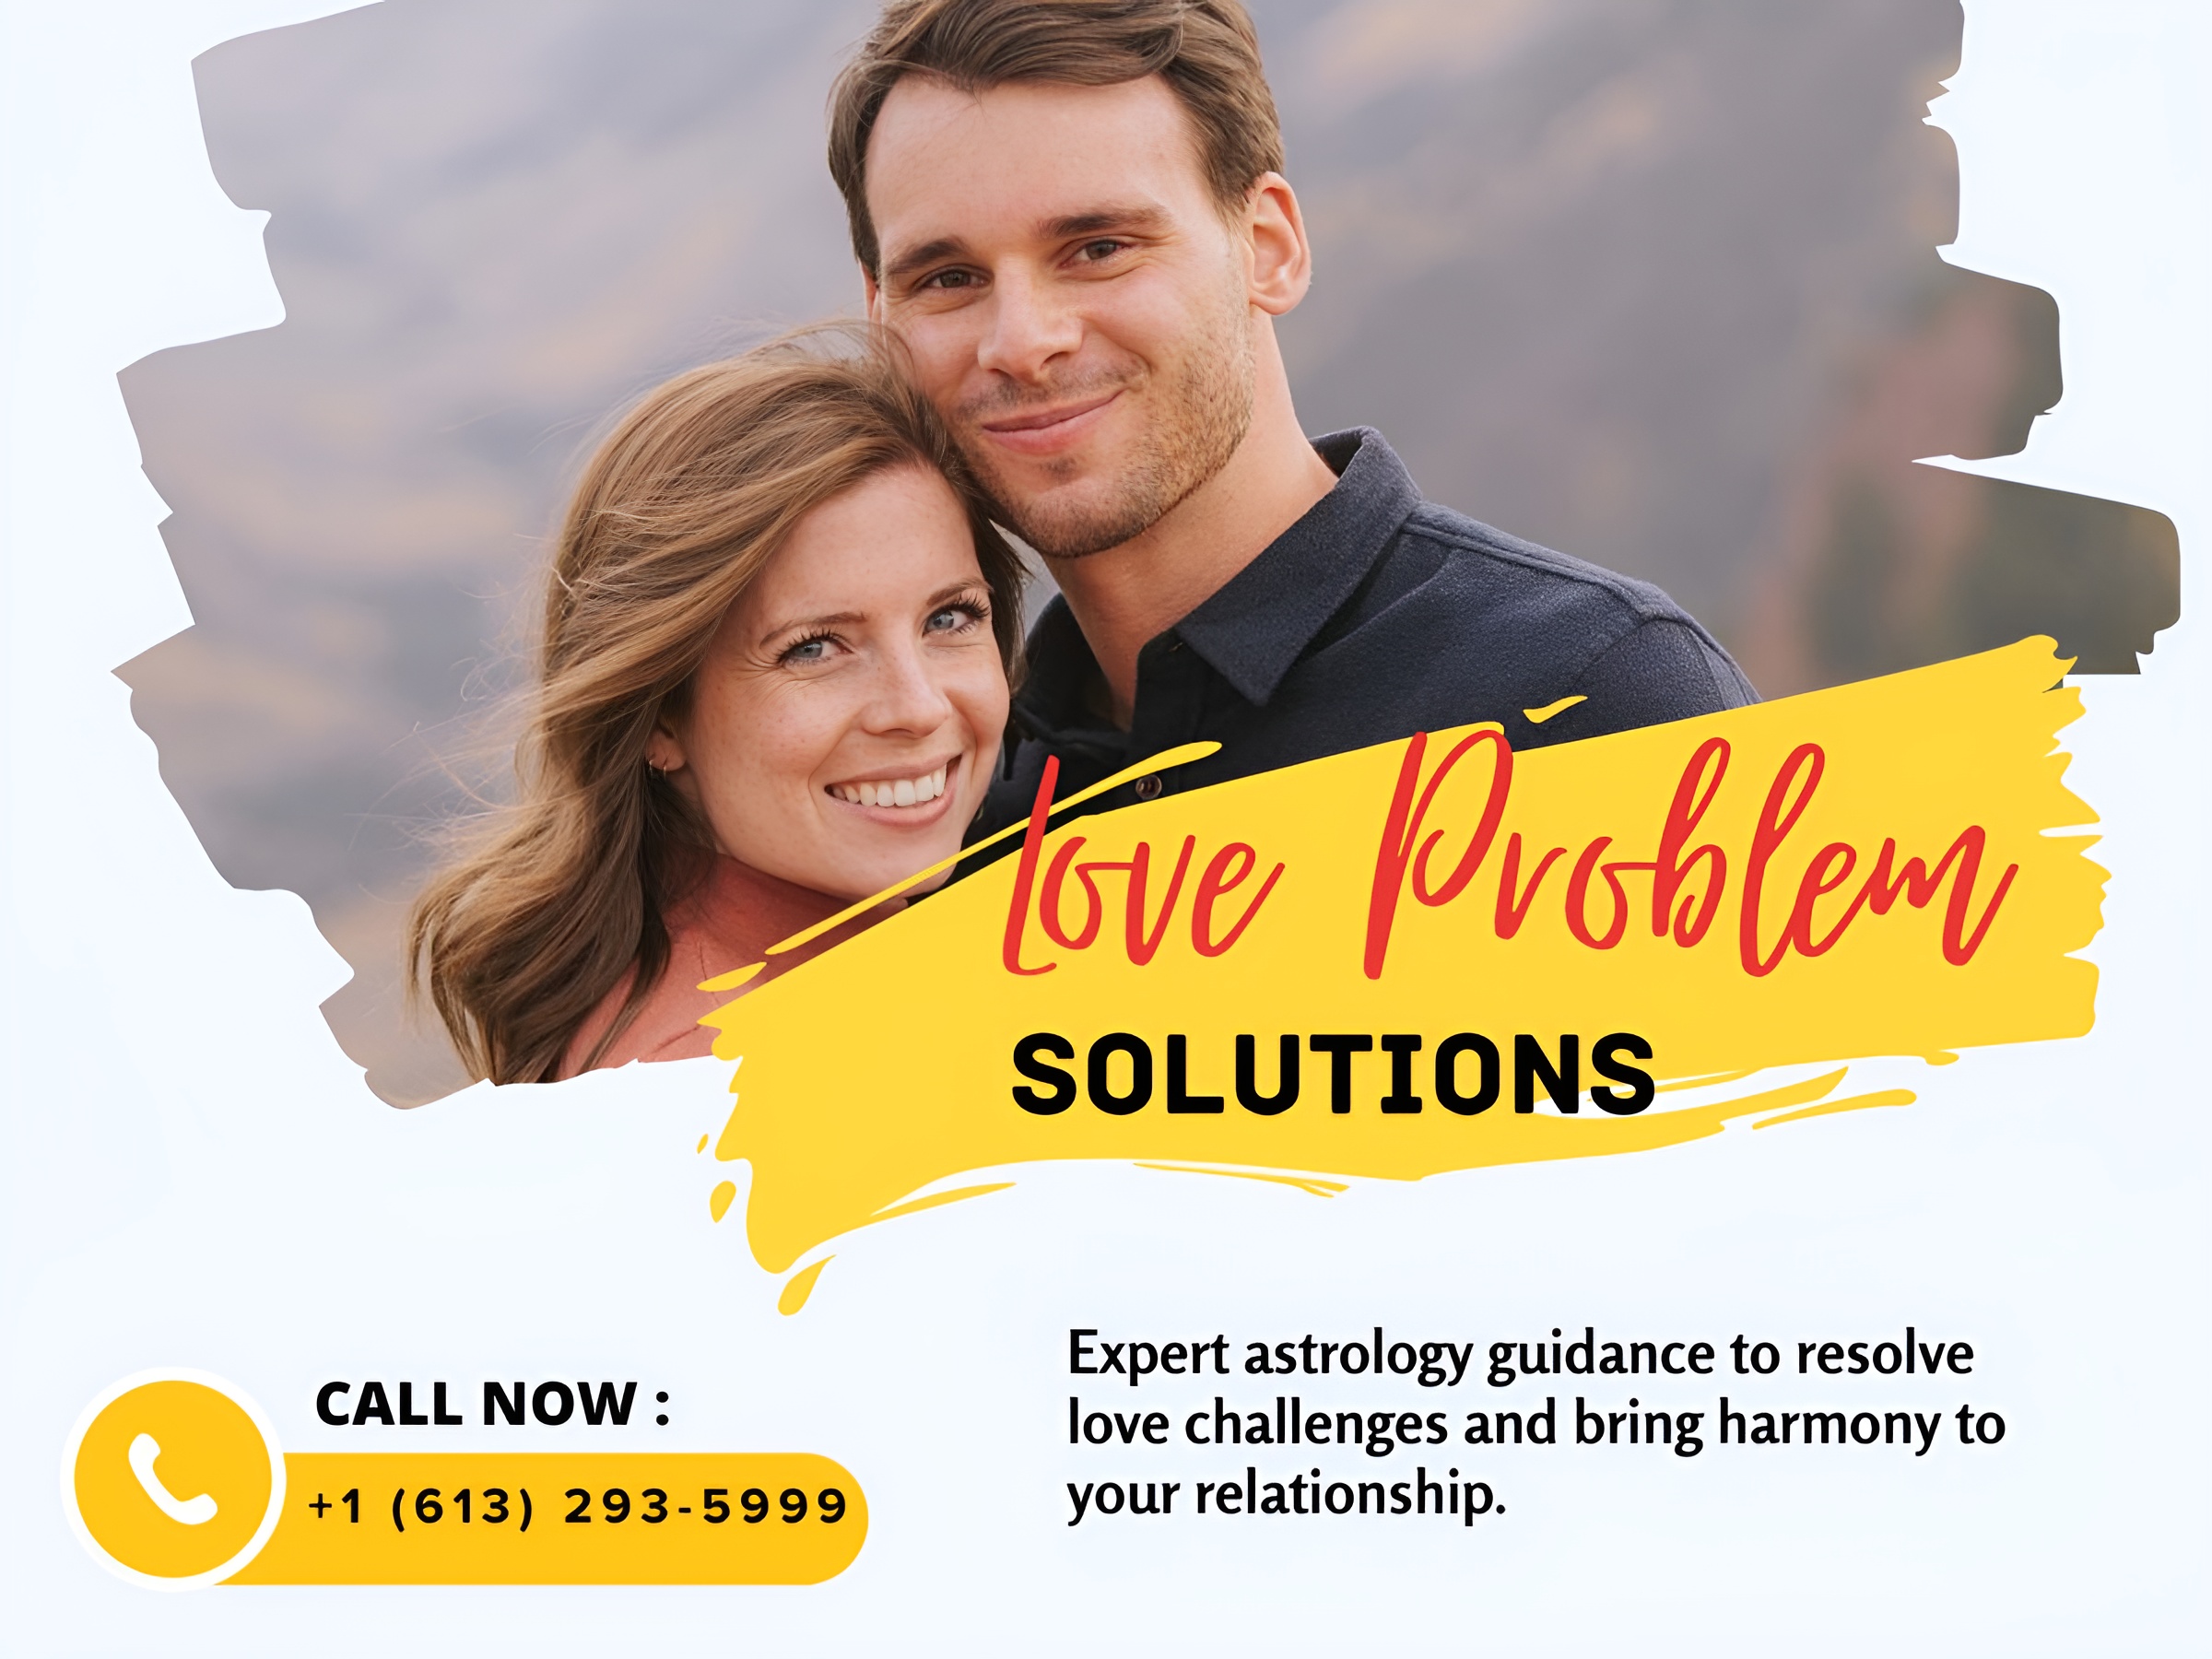 Love Problem
SOLUTIONS
CALL NOW :
+1 (613) 293-5999
Expert astrology guidance to resolve
love challenges and bring harmony to
your relationship.